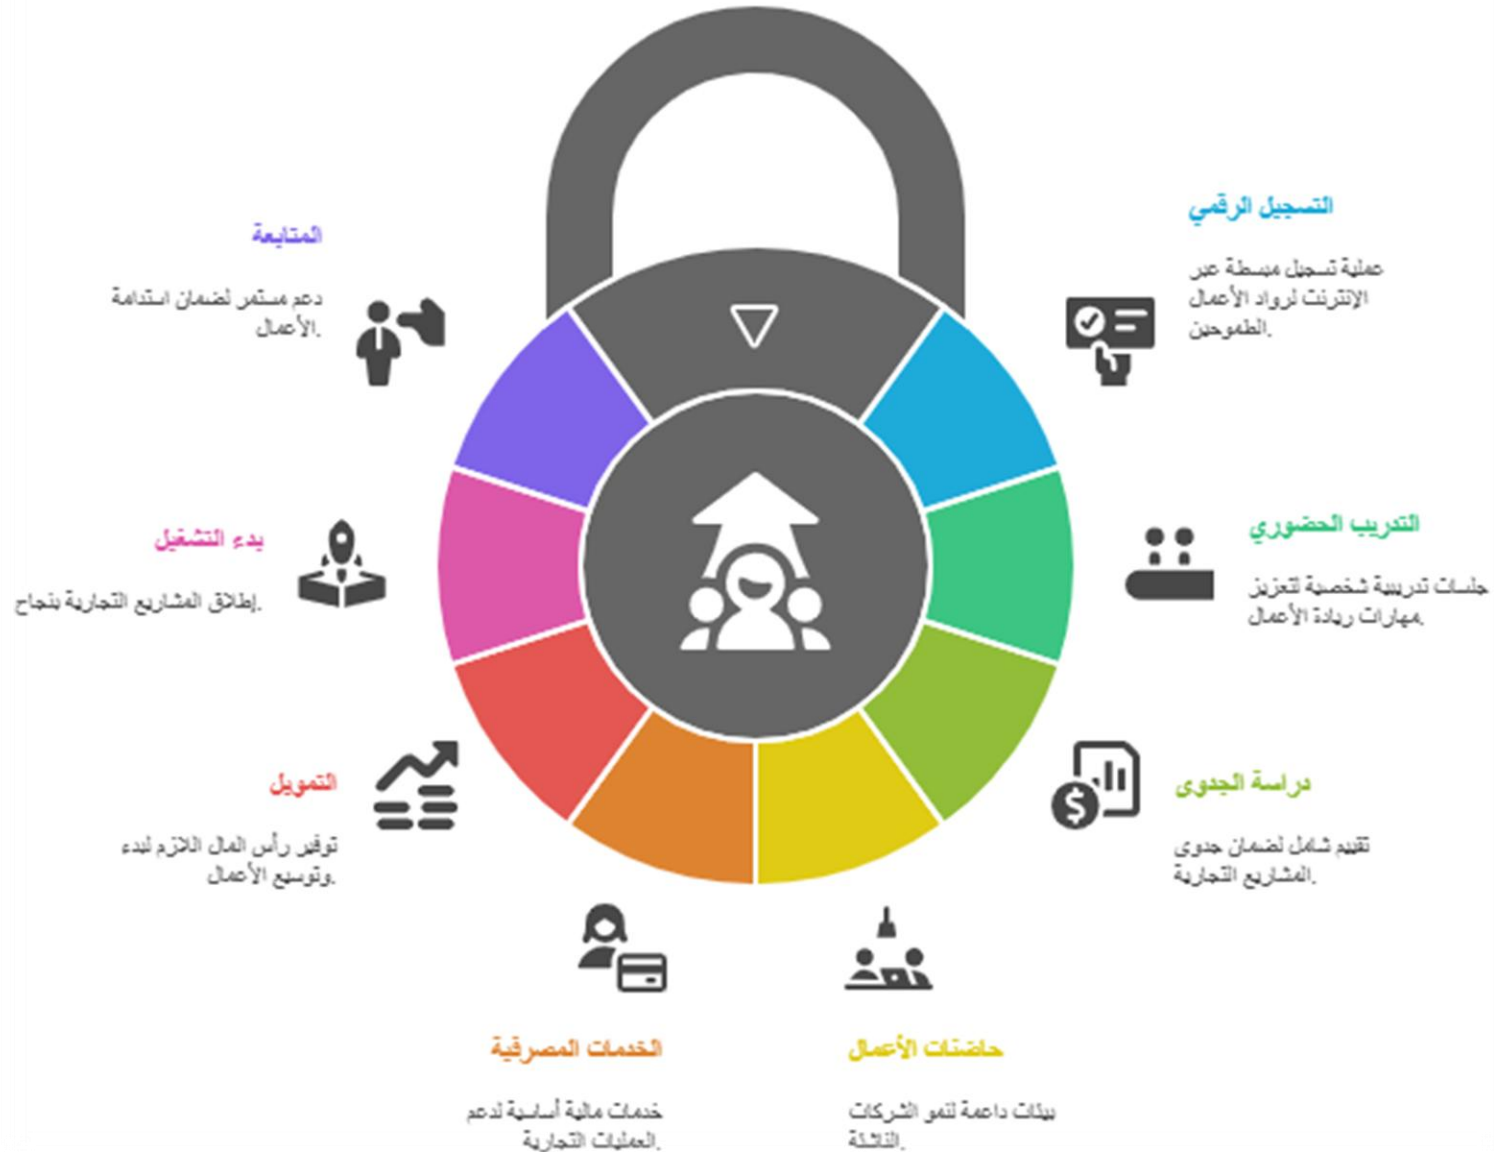 التسجيل الرقمي
عملية تسجيل مبسطة عبر
الإنترنت لرواد الأعمال
الطموحين.
التدريب الحضوري
جلسات تدريبية شخصية لتعزيز
مهارات ريادة الأعمال.
دراسة الجدوى
تقييم شامل لضمان جدوى
المشاريع التجارية.
حاضنات الأعمال
بيئات داعمة لنمو الشركات
الناشئة.
الخدمات المصرفية
خدمات مالية أساسية لدعم
العمليات التجارية.
التمويل
توفير رأس المال اللازم لبدء
وتوسيع الأعمال.
بدء التشغيل
إطلاق المشاريع التجارية بنجاح.
المتابعة
دعم مستمر لضمان استدامة
الأعمال.
$